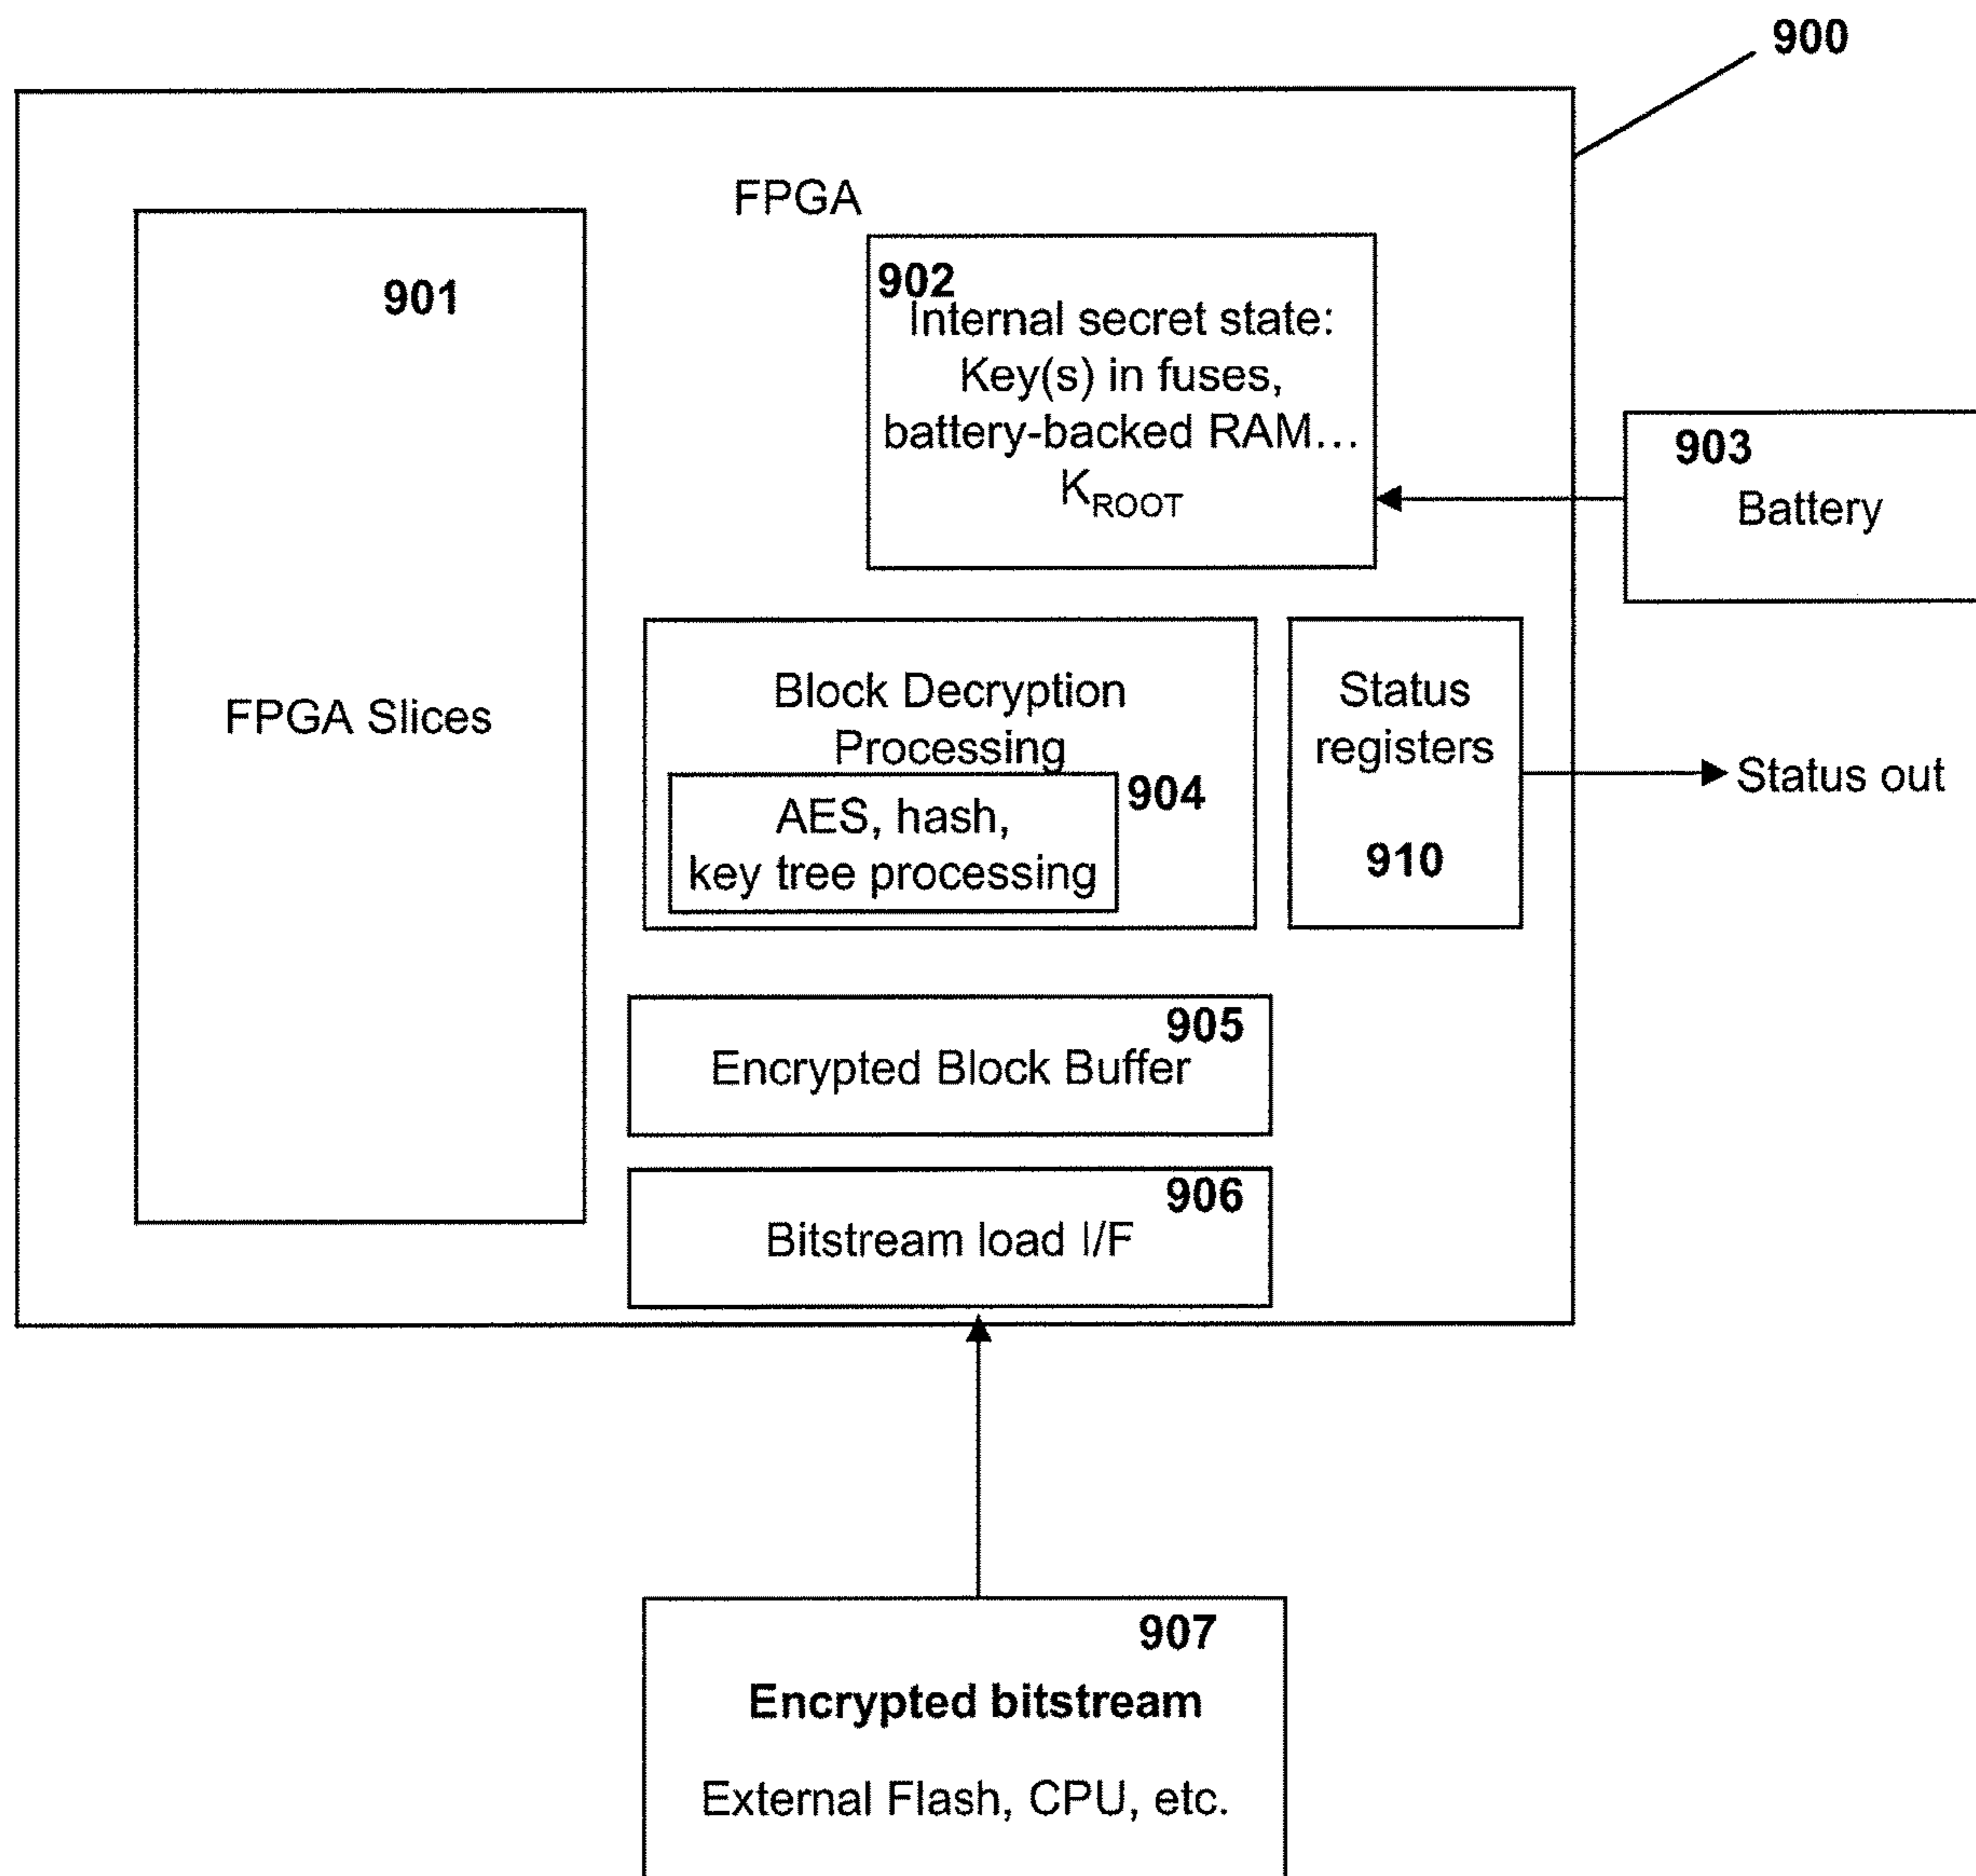 900
FPGA
901
FPGA Slices
902
Internal secret state:
Key(s) in fuses,
battery-backed RAM...
KROOT
903
Battery
Block Decryption
Processing
904
AES, hash,
key tree processing
Status
registers
910
Status out
905
Encrypted Block Buffer
906
Bitstream load I/F
907
Encrypted bitstream
External Flash, CPU, etc.